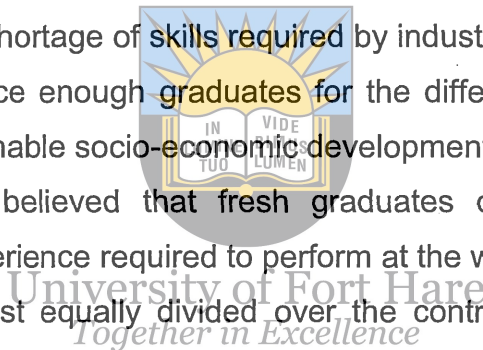 hortage of skills required by indust
ce enough graduates for the diffe
nable socio-economic development
believed that fresh graduates
erience required to perform at the w
University of Fort Hare
st equally divided over the contr
Together in Excellence
IN
TUO
VIDE
LUMEN